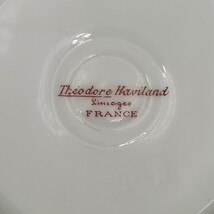 Theodore Haviland
Limoges
FRANCE